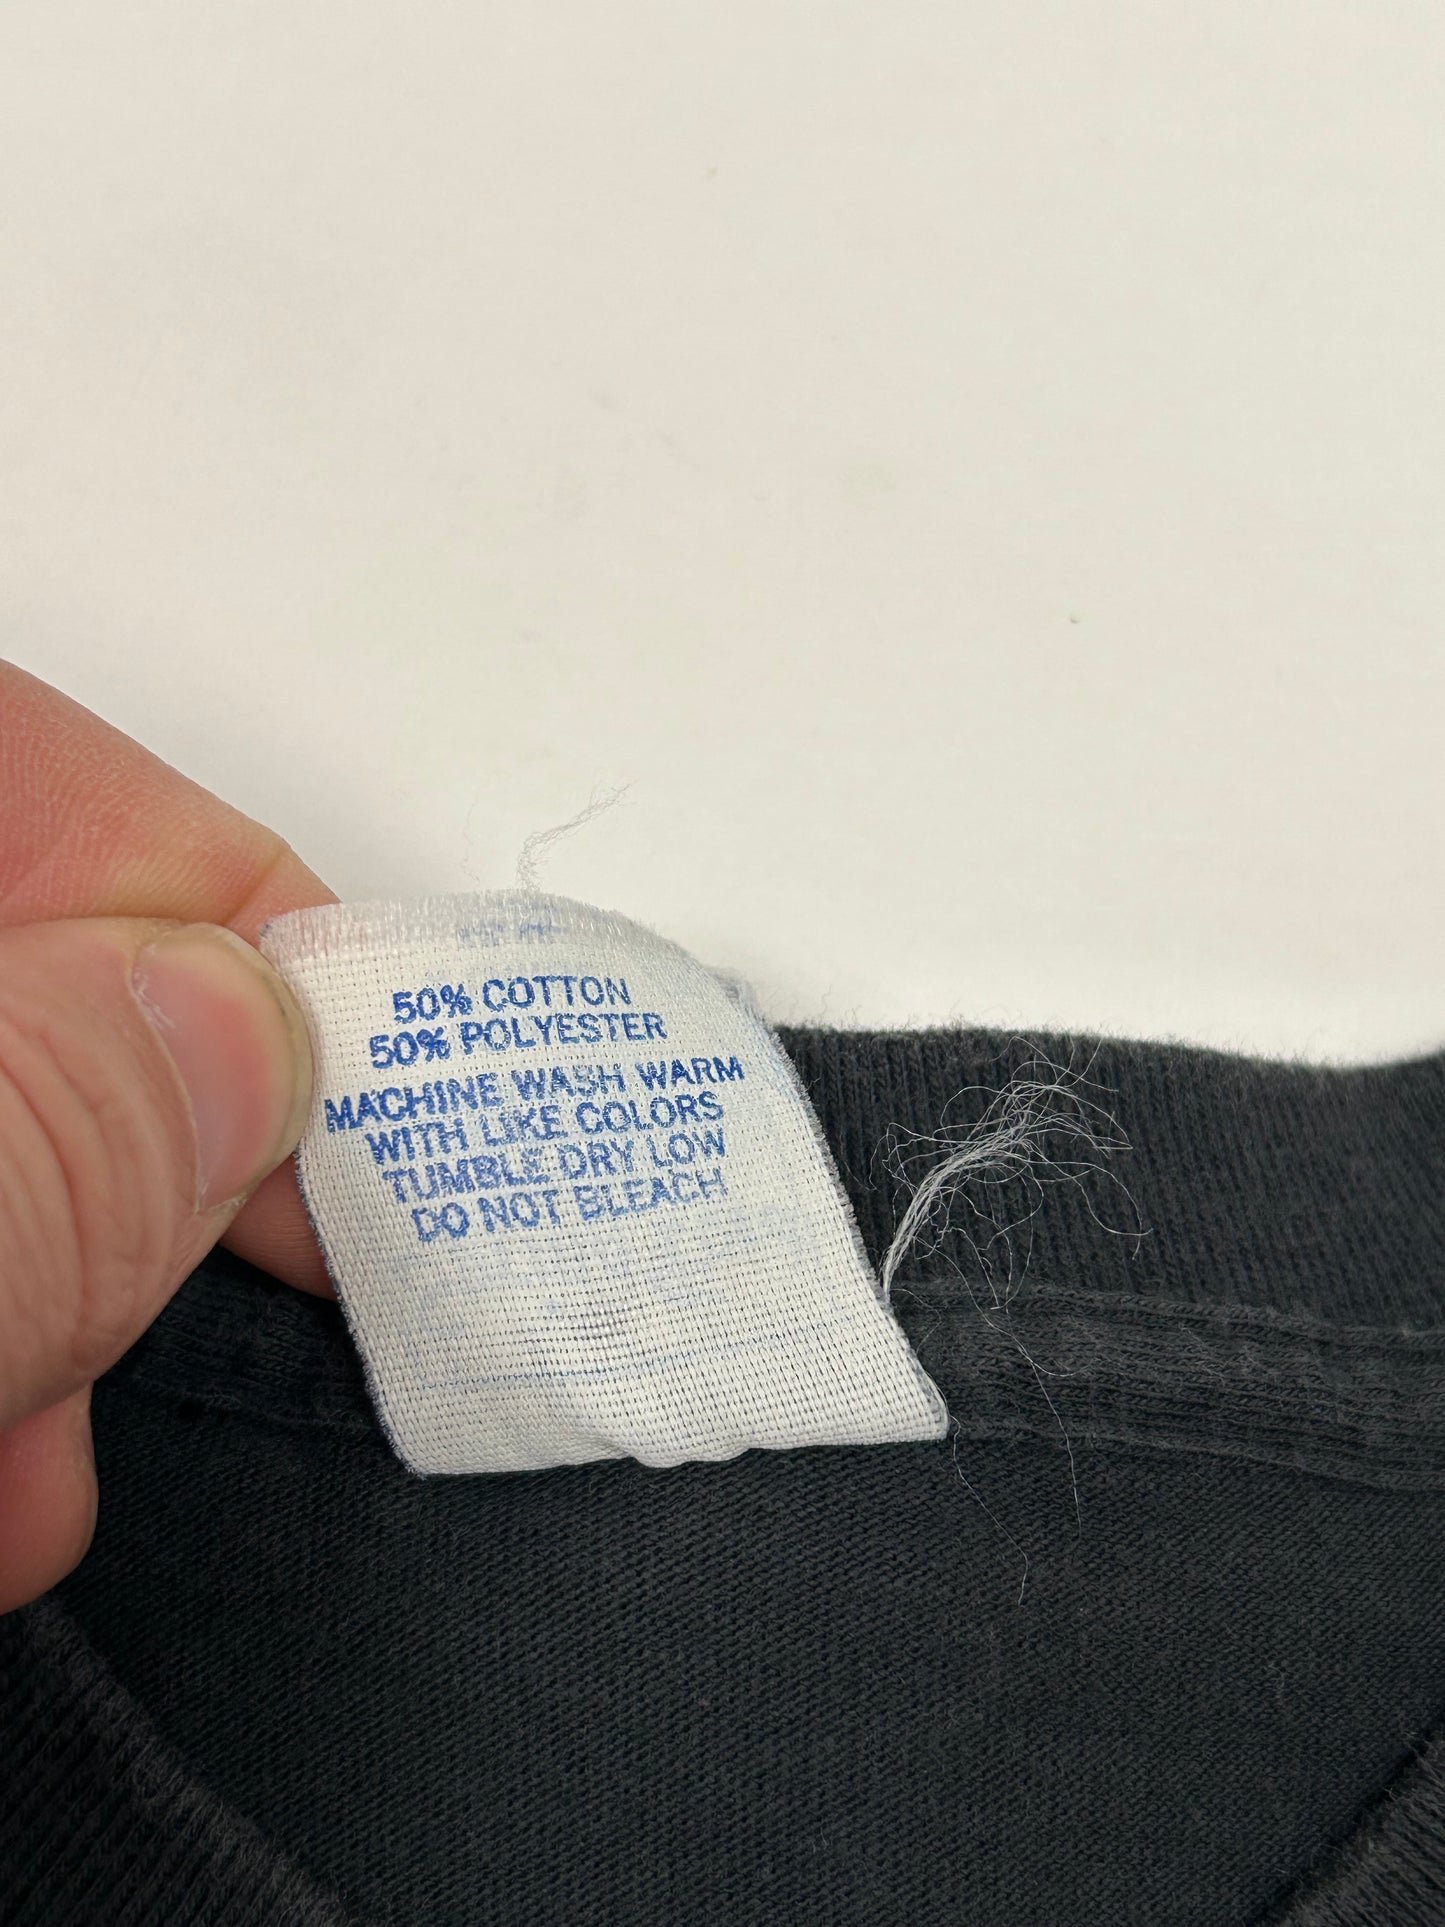 50% COTTON
50% POLYESTER
MACHINE WASH WARM
WITH LIKE COLORS
TUMBLE DRY LOW
DO NOT BLEACH